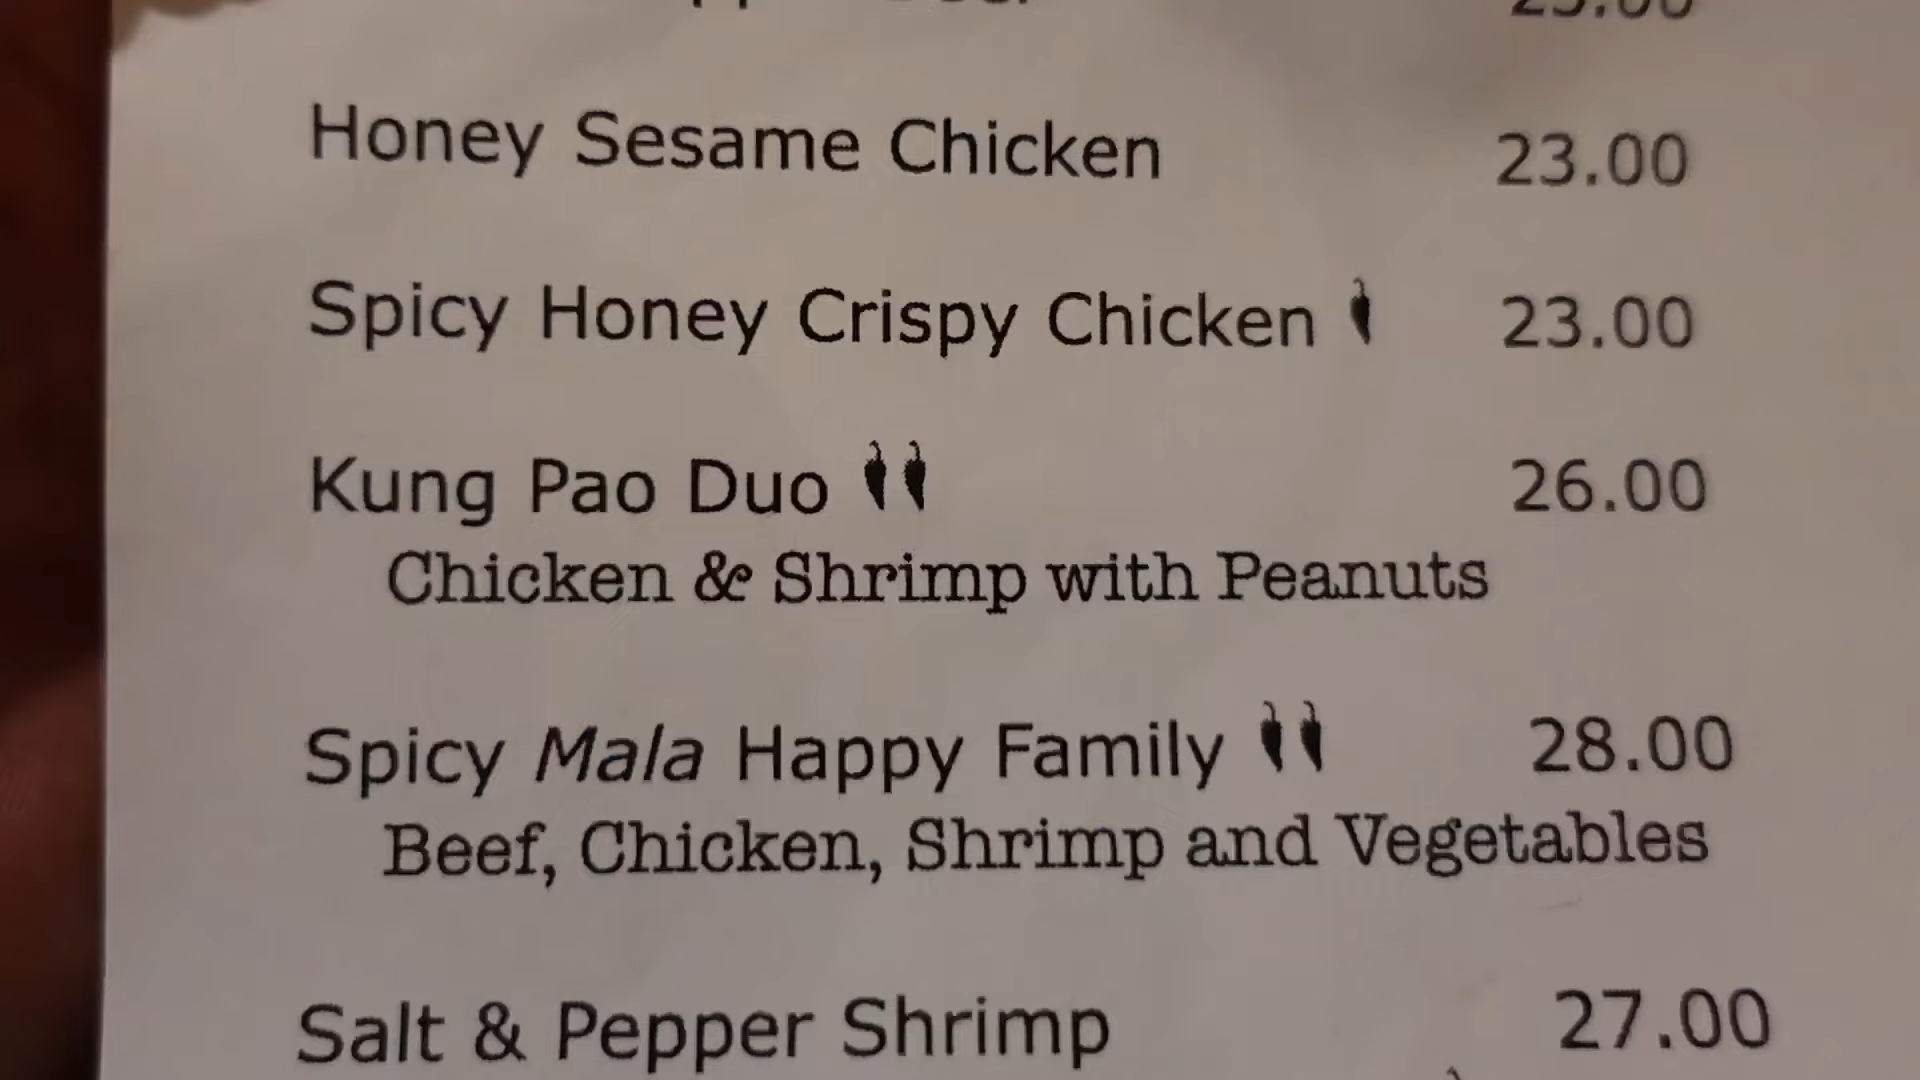 Honey Sesame Chicken 23.00
Spicy Honey Crispy Chicken 23.00
Kung Pao Duo 26.00
Chicken & Shrimp with Peanuts
Spicy Mala Happy Family 28.00
Beef, Chicken, Shrimp and Vegetables
Salt & Pepper Shrimp 27.00